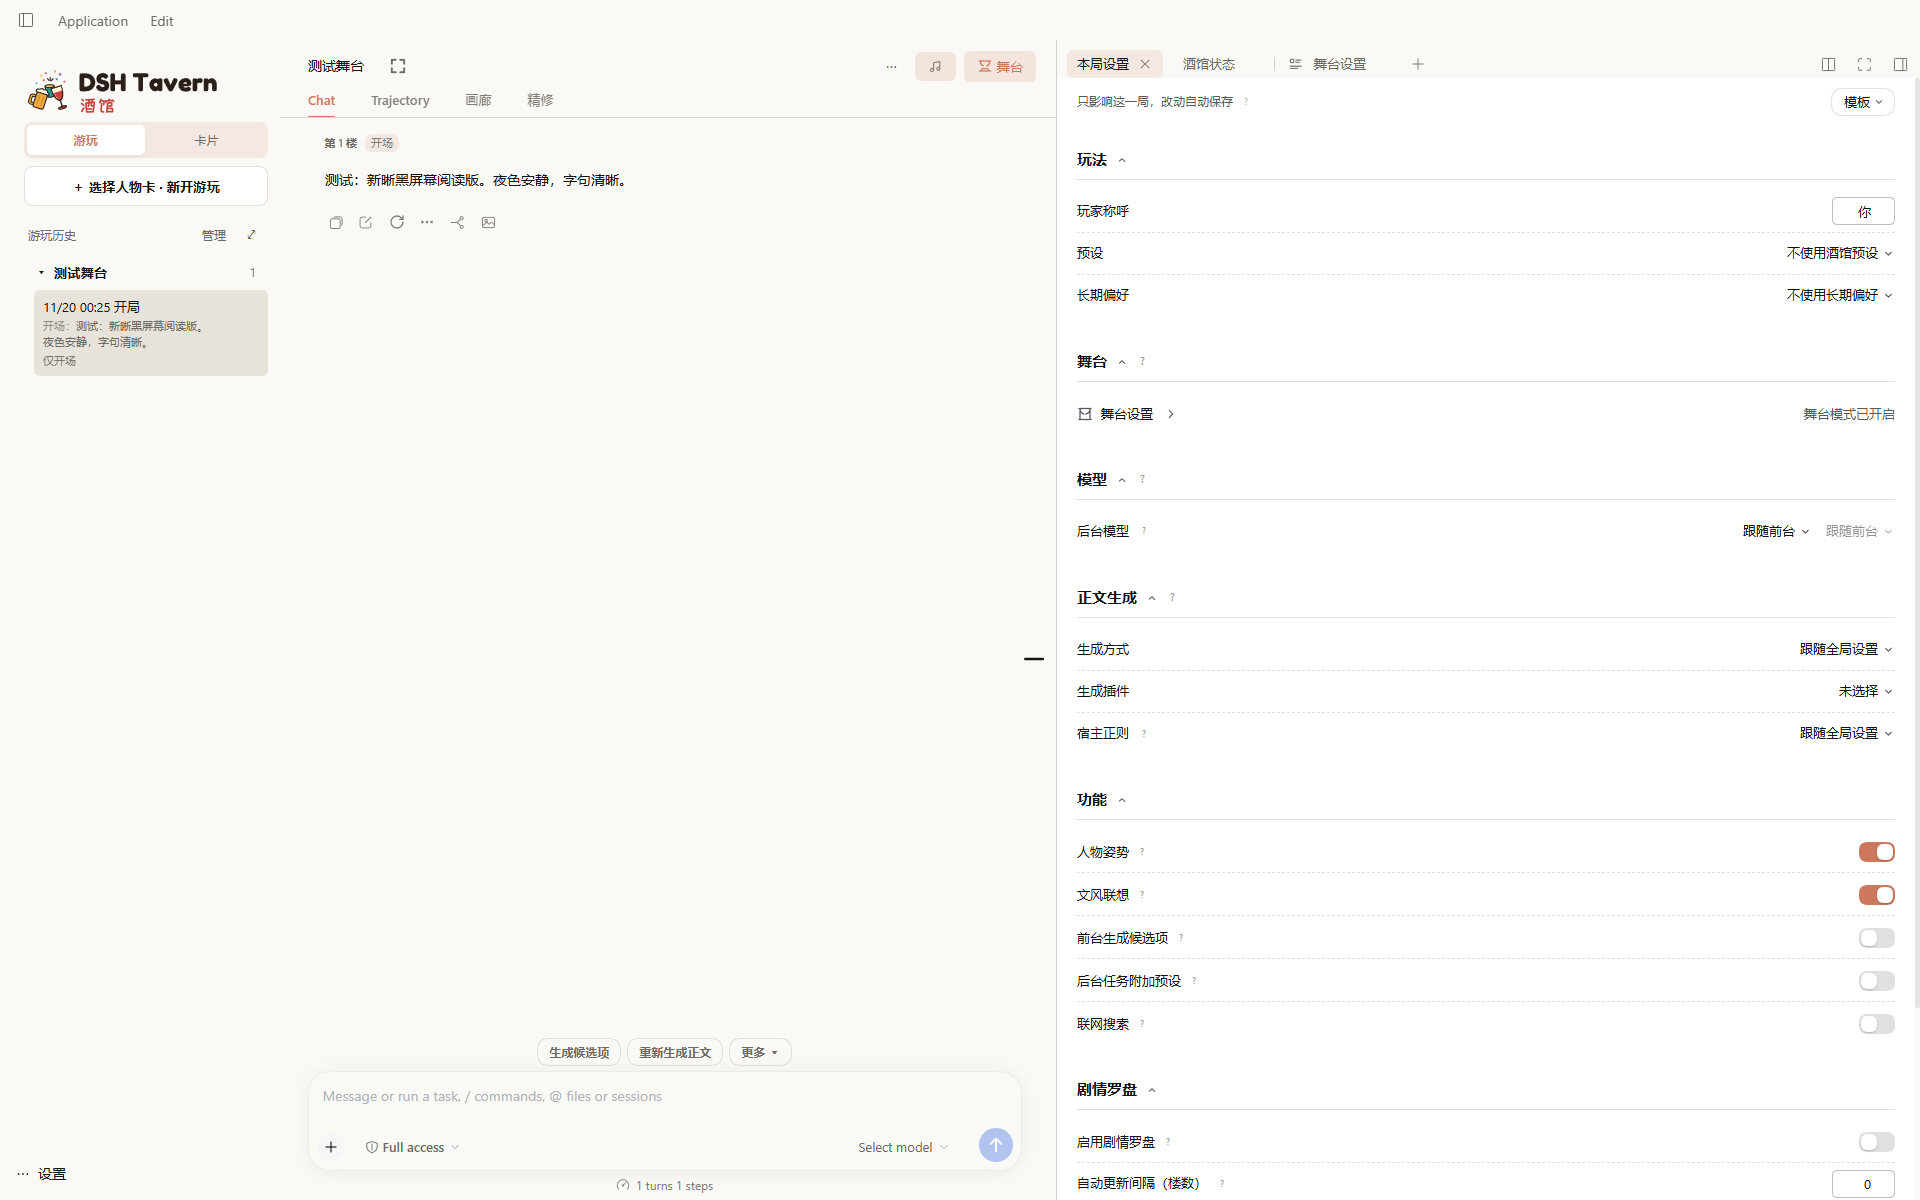 Application Edit
DSH Tavern
酒馆
游玩 卡片
+ 选择人物卡 · 新开游玩
游玩历史 管理
测试舞台 1
11/20 00:25 开局
开场：测试：新晰黑屏幕阅读版。
夜色安静，字句清晰。
仅开场
... 设置
测试舞台
... 舞台
Chat Trajectory 画廊 精修
第 1 楼 开场
测试：新晰黑屏幕阅读版。夜色安静，字句清晰。
生成候选项 重新生成正文 更多
Message or run a task, / commands, @ files or sessions
+ Full access Select model
1 turns 1 steps
本局设置 酒馆状态 舞台设置 +
只影响这一局，改动自动保存 ? 模板
玩法
玩家称呼 你
预设 不使用酒馆预设
长期偏好 不使用长期偏好
舞台 ?
舞台设置 舞台模式已开启
模型 ?
后台模型 ? 跟随前台 跟随前台
正文生成 ?
生成方式 跟随全局设置
生成插件 未选择
宿主正则 ? 跟随全局设置
功能
人物姿势 ?
文风联想 ?
前台生成候选项 ?
后台任务附加预设 ?
联网搜索 ?
剧情罗盘
启用剧情罗盘 ?
自动更新间隔（楼数） ? 0